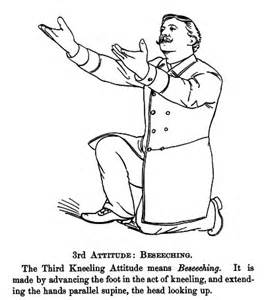 3rd Attitude: Beseeching.
The Third Kneeling Attitude means Beseeching. It is
made by advancing the foot in the act of kneeling, and extend-
ing the hands parallel supine, the head looking up.